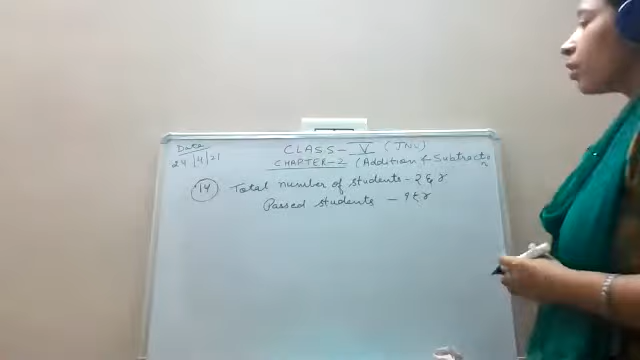 Date
24/4/21
CLASS - V (JNV)
CHAPTER-2 (Addition & Subtractio
n
14 Total number of students -
Passed students -